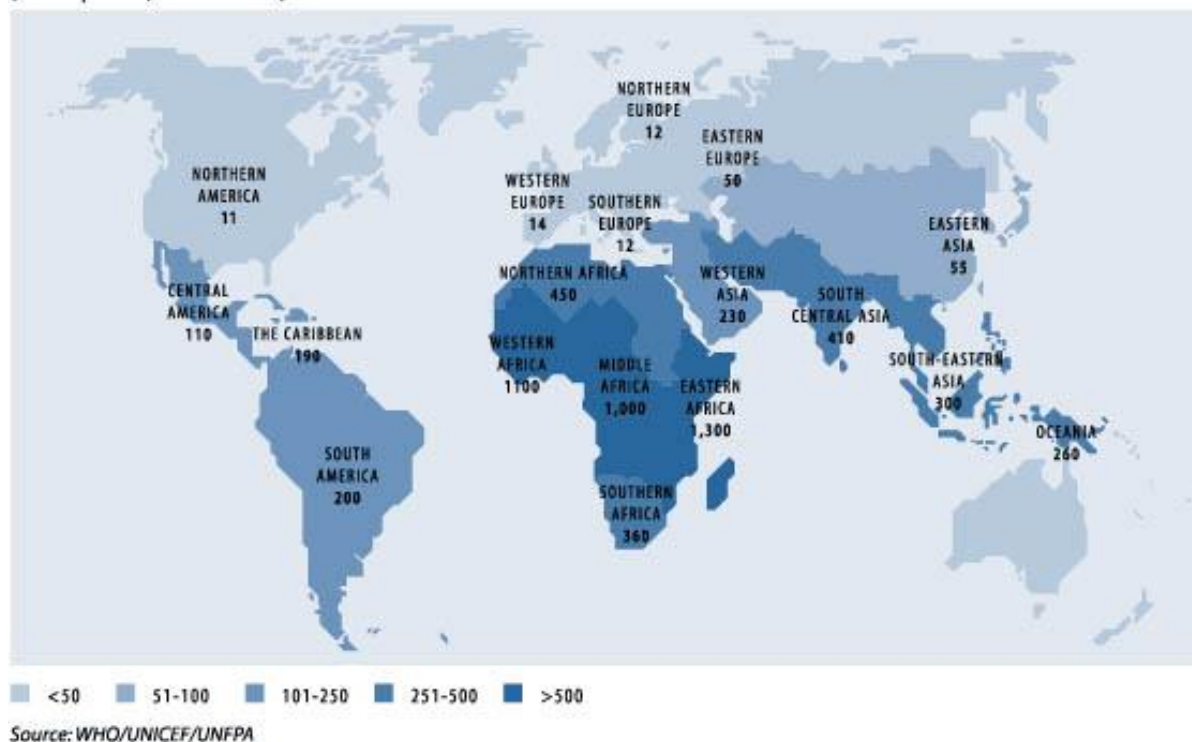 NORTHERN
EUROPE
12
EASTERN
EUROPE
50
NORTHERN
AMERICA
11
WESTERN
EUROPE
14
SOUTHERN
EUROPE
12
EASTERN
ASIA
55
NORTHERN AFRICA
450
WESTERN
ASIA
230
CENTRAL
AMERICA
110
SOUTH
CENTRAL ASIA
410
THE CARIBBEAN
190
WESTERN
AFRICA
1100
MIDDLE
AFRICA
1,000
EASTERN
AFRICA
1,300
SOUTH-EASTERN
ASIA
300
OCEANIA
260
SOUTH
AMERICA
200
SOUTHERN
AFRICA
360
<50 51-100 101-250 251-500 >500
Source: WHO/UNICEF/UNFPA